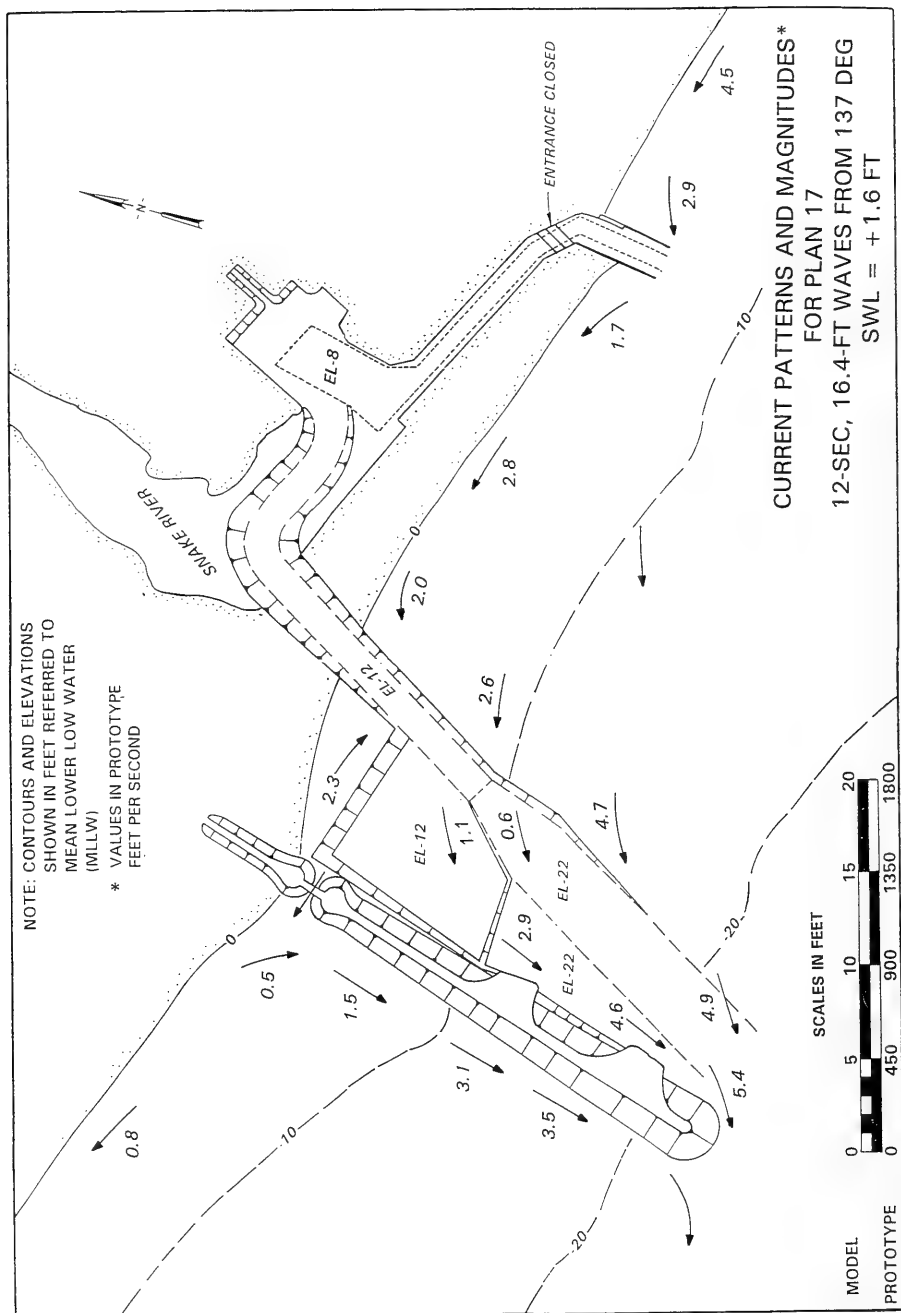 NOTE: CONTOURS AND ELEVATIONS
SHOWN IN FEET REFERRED TO
MEAN LOWER LOW WATER
(MLLW)
* VALUES IN PROTOTYPE
FEET PER SECOND
N
SNAKE RIVER
EL-8
ENTRANCE CLOSED
0
0
EL-12
EL-12
EL-22
EL-22
0.8
0.5
1.5
3.1
3.5
2.3
1.1
0.6
2.9
4.6
4.9
5.4
4.7
2.6
2.0
2.8
1.7
2.9
4.5
-10
-10
-20
-20
CURRENT PATTERNS AND MAGNITUDES*
FOR PLAN 17
12-SEC, 16.4-FT WAVES FROM 137 DEG
SWL = +1.6 FT
SCALES IN FEET
MODEL 0 5 10 15 20
PROTOTYPE 0 450 900 1350 1800